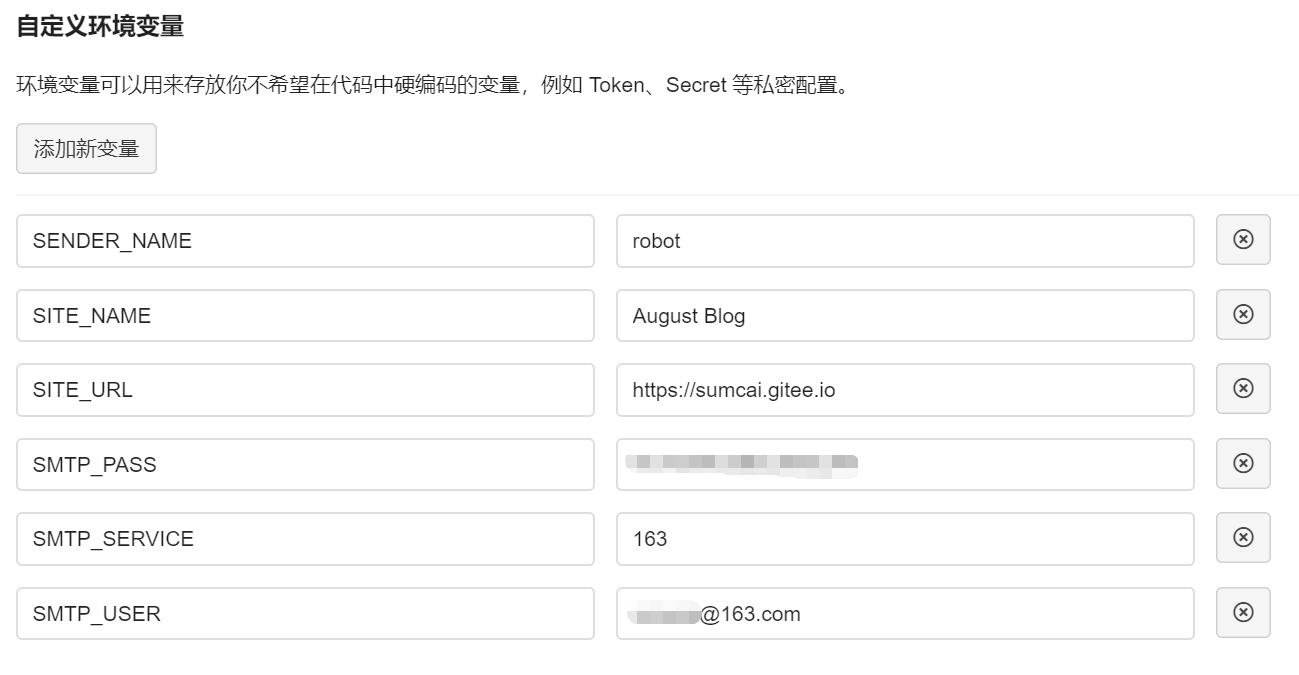 自定义环境变量
环境变量可以用来存放你不希望在代码中硬编码的变量，例如 Token、Secret 等私密配置。
添加新变量
SENDER_NAME robot
SITE_NAME August Blog
SITE_URL https://sumcai.gitee.io
SMTP_PASS
SMTP_SERVICE 163
SMTP_USER @163.com